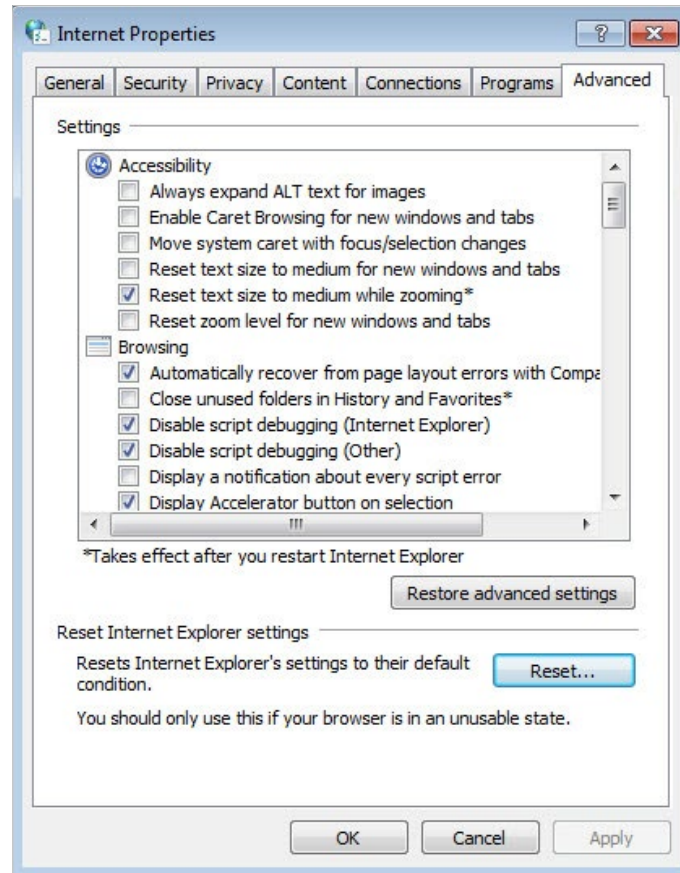 Internet Properties
General Security Privacy Content Connections Programs Advanced
Settings
Accessibility
Always expand ALT text for images
Enable Caret Browsing for new windows and tabs
Move system caret with focus/selection changes
Reset text size to medium for new windows and tabs
Reset text size to medium while zooming*
Reset zoom level for new windows and tabs
Browsing
Automatically recover from page layout errors with Compa
Close unused folders in History and Favorites*
Disable script debugging (Internet Explorer)
Disable script debugging (Other)
Display a notification about every script error
Display Accelerator button on selection
*Takes effect after you restart Internet Explorer
Restore advanced settings
Reset Internet Explorer settings
Resets Internet Explorer's settings to their default
condition.
Reset...
You should only use this if your browser is in an unusable state.
OK Cancel Apply